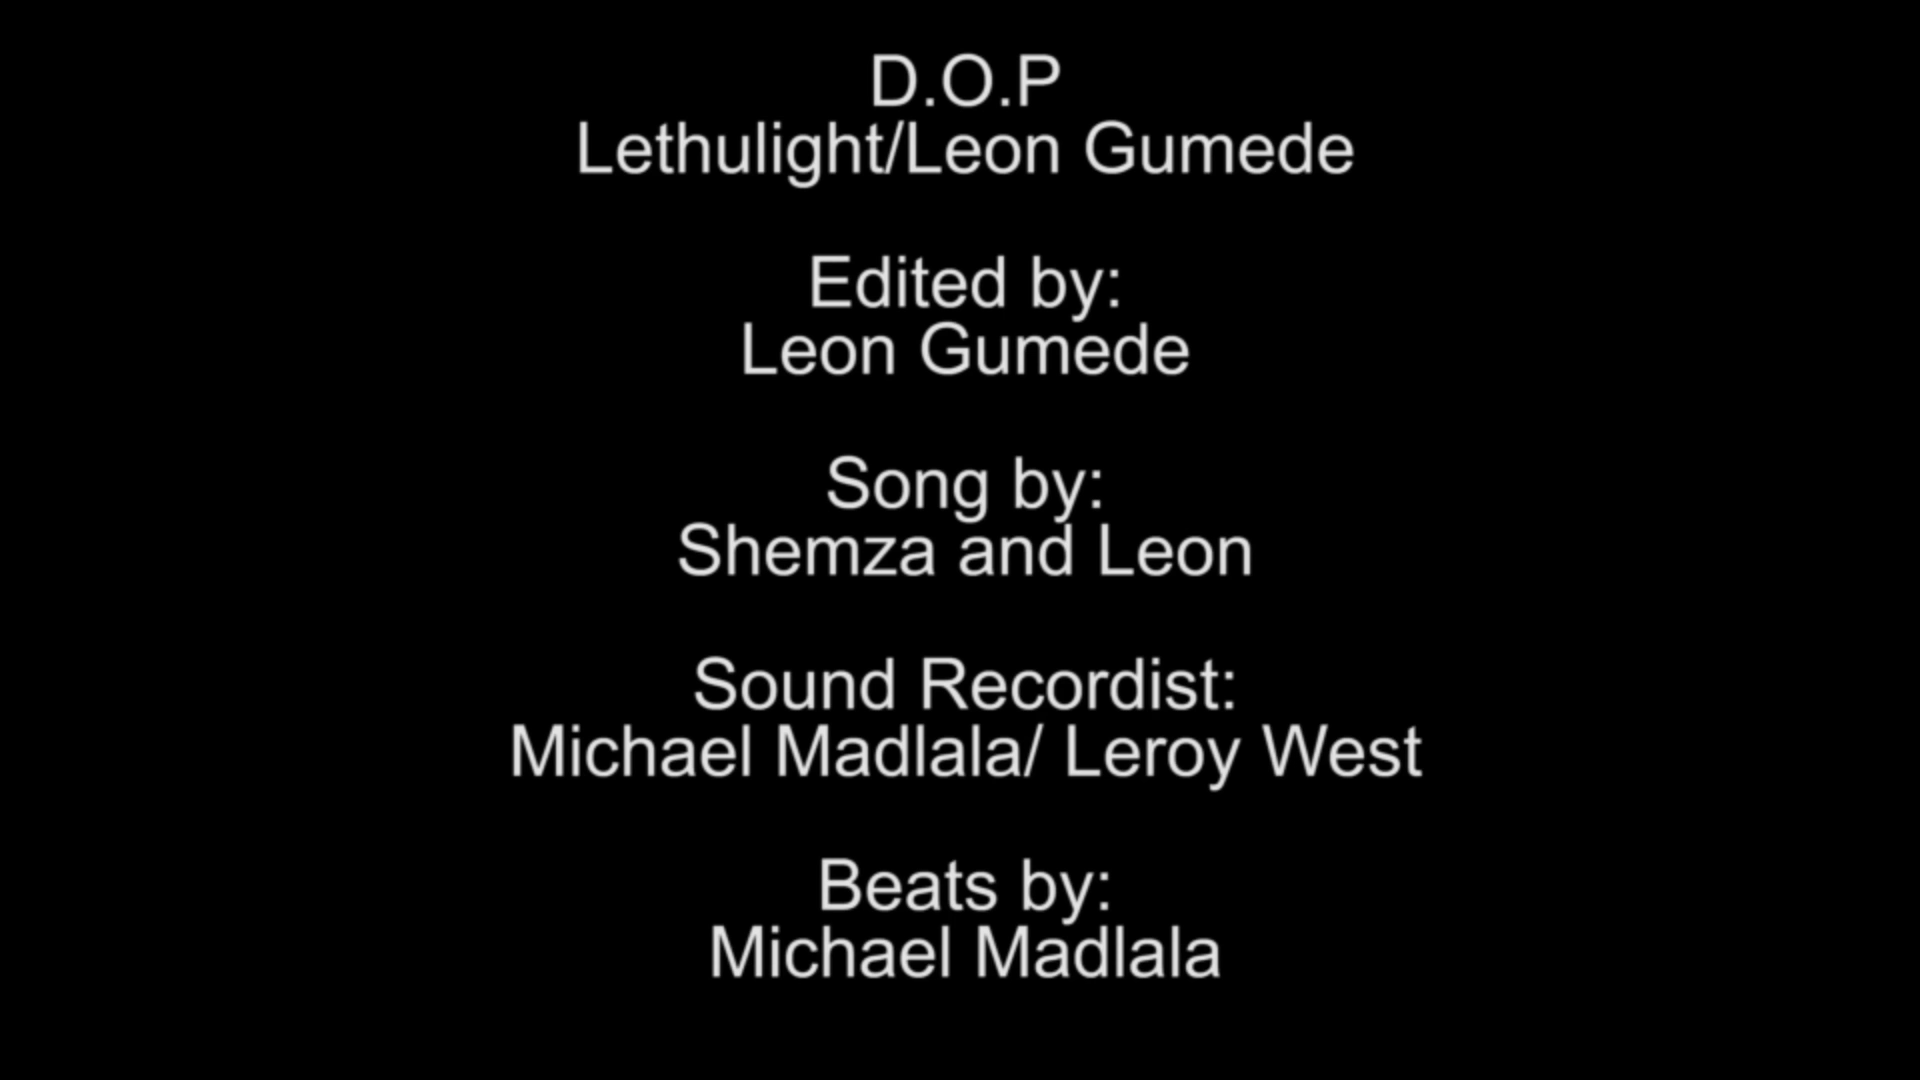 D.O.P
Lethulight/Leon Gumede
Edited by:
Leon Gumede
Song by:
Shemza and Leon
Sound Recordist:
Michael Madlala/ Leroy West
Beats by:
Michael Madlala